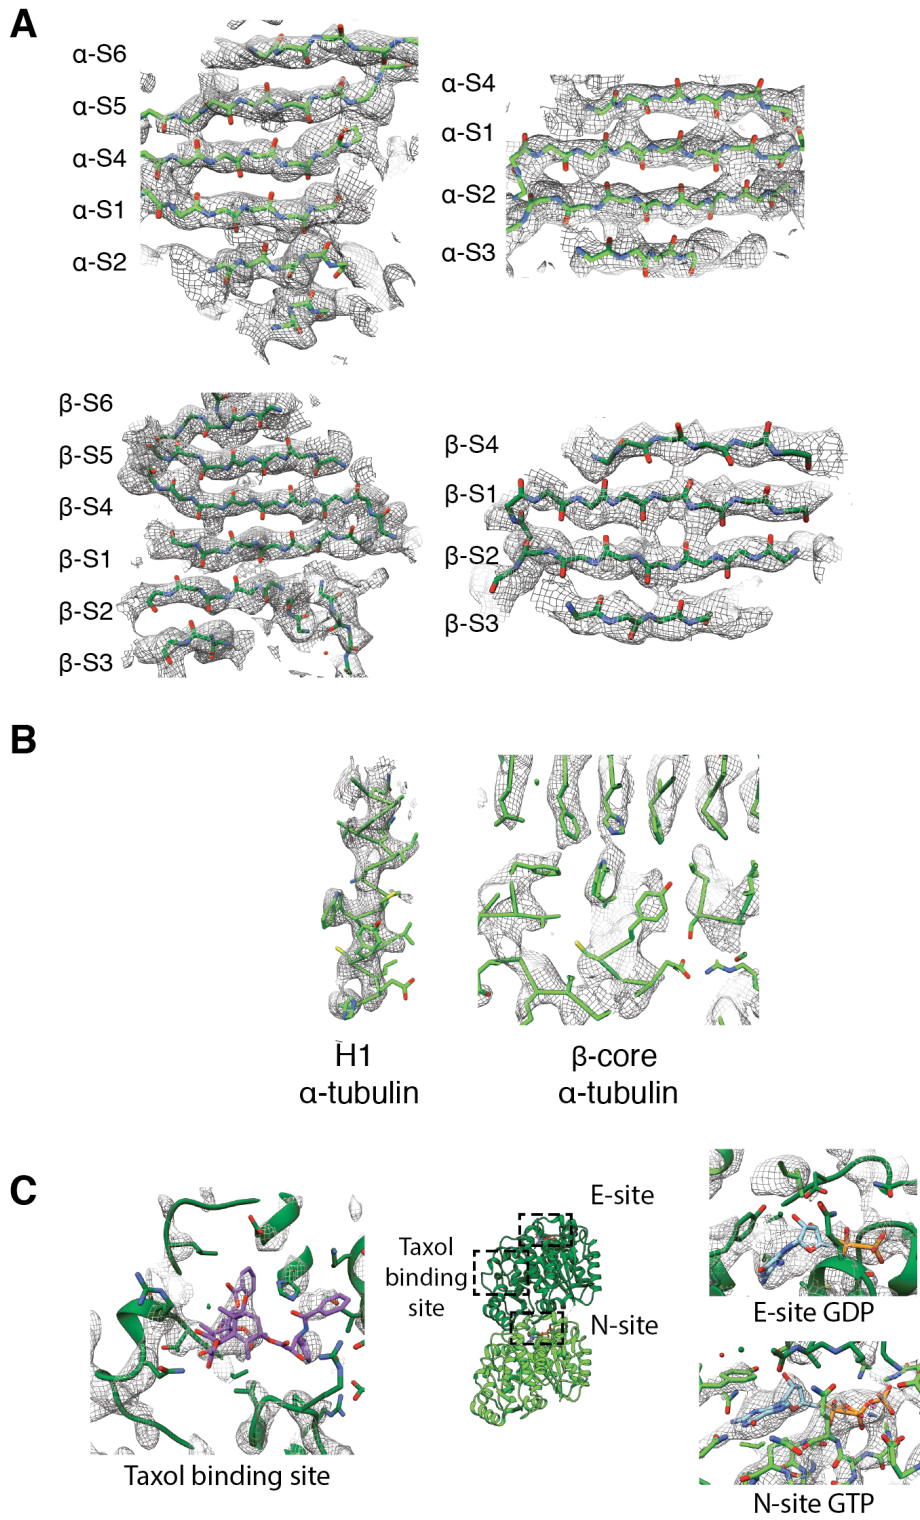 A
α-S6
α-S5
α-S4
α-S1
α-S2
α-S4
α-S1
α-S2
α-S3
β-S6
β-S5
β-S4
β-S1
β-S2
β-S3
β-S4
β-S1
β-S2
β-S3
B
H1
α-tubulin
β-core
α-tubulin
C
Taxol binding site
E-site
Taxol
binding
site
N-site
E-site GDP
N-site GTP